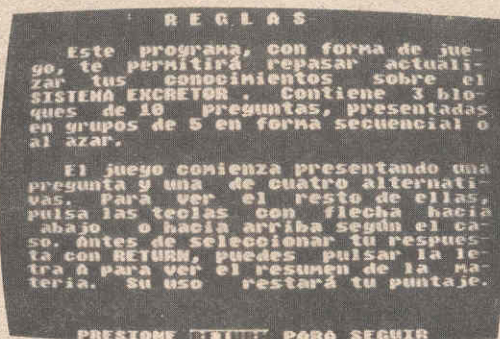 R E G L A S
Este programa, con forma de jue-
go, te permitirá repasar actuali-
zar tus conocimientos sobre el
SISTEMA EXCRETOR . Contiene 3 blo-
ques de 10 preguntas, presentadas
en grupos de 5 en forma secuencial o
al azar.
El juego comienza presentando una
pregunta y una de cuatro alternati-
vas. Para ver el resto de ellas,
pulsa las teclas con flecha hacia
abajo o hacia arriba según el ca-
so. Antes de seleccionar tu respues-
ta con RETURN, puedes pulsar la le-
tra A para ver el resumen de la ma-
teria. Su uso restará tu puntaje.
PRESIONE PARA SEGUIR